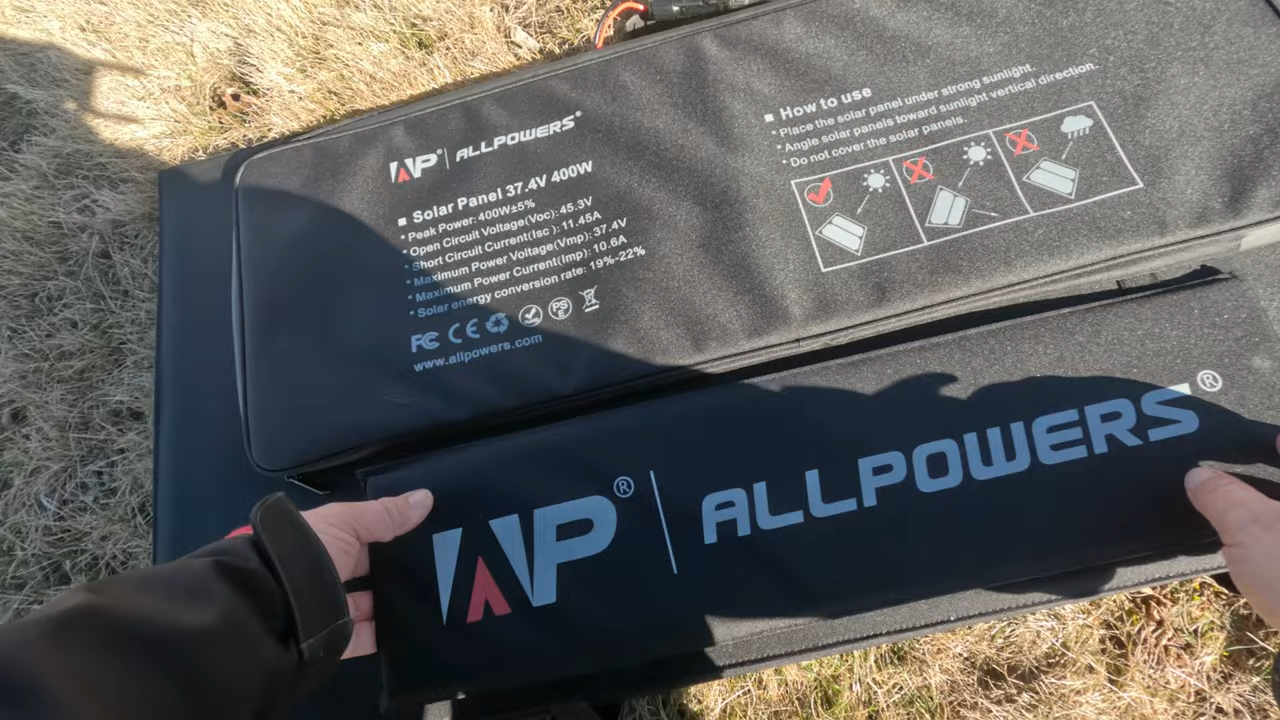 AP® | ALLPOWERS®
■ Solar Panel 37.4V 400W
• Peak Power: 400W±5%
• Open Circuit Voltage(Voc): 45.3V
• Short Circuit Current(Isc ): 11.45A
• Maximum Power Voltage(Vmp): 37.4V
• Maximum Power Current(Imp): 10.6A
• Solar energy conversion rate: 19%-22%
FC CE PSE
www.allpowers.com
■ How to use
• Place the solar panel under strong sunlight.
• Angle solar panels toward sunlight vertical direction.
• Do not cover the solar panels.
AP® | ALLPOWERS®